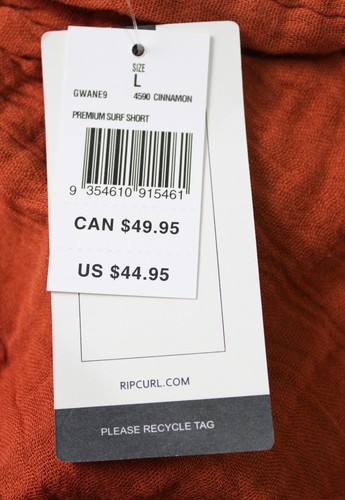 SIZE
L
GWANE9 4590 CINNAMON
PREMIUM SURF SHORT
9 354610 915461
CAN $49.95
US $44.95
RIPCURL.COM
PLEASE RECYCLE TAG